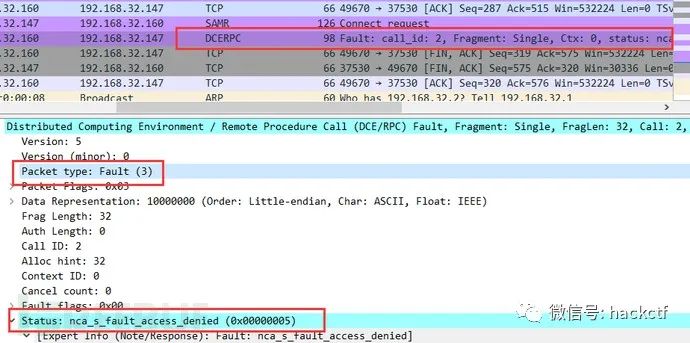 .32.160 192.168.32.147 TCP 66 49670 → 37530 [ACK] Seq=287 Ack=515 Win=532224 Len=0 TSv
.32.147 192.168.32.160 SAMR 126 Connect request
.32.160 192.168.32.147 DCERPC 98 Fault: call_id: 2, Fragment: Single, Ctx: 0, status: nca_
.32.147 192.168.32.160 TCP 66 37530 → 49670 [FIN, ACK] Seq=575 Ack=320 Win=30336 Len=0
.32.160 192.168.32.147 TCP 66 49670 → 37530 [FIN, ACK] Seq=319 Ack=575 Win=532224 Len=
.32.147 192.168.32.160 TCP 66 37530 → 49670 [ACK] Seq=576 Ack=320 Win=30336 Len=0 TSva
:0:00:08 Broadcast ARP 60 Who has 192.168.32.2? Tell 192.168.32.1
Distributed Computing Environment / Remote Procedure Call (DCE/RPC) Fault, Fragment: Single, FragLen: 32, Call: 2,
Version: 5
Version (minor): 0
Packet type: Fault (3)
Packet Flags: 0x03
Data Representation: 10000000 (Order: Little-endian, Char: ASCII, Float: IEEE)
Frag Length: 32
Auth Length: 0
Call ID: 2
Alloc hint: 32
Context ID: 0
Cancel count: 0
Fault flags: 0x00
Status: nca_s_fault_access_denied (0x00000005)
[Expert Info (Note/Response): Fault: nca_s_fault_access_denied]
微信号: hackctf